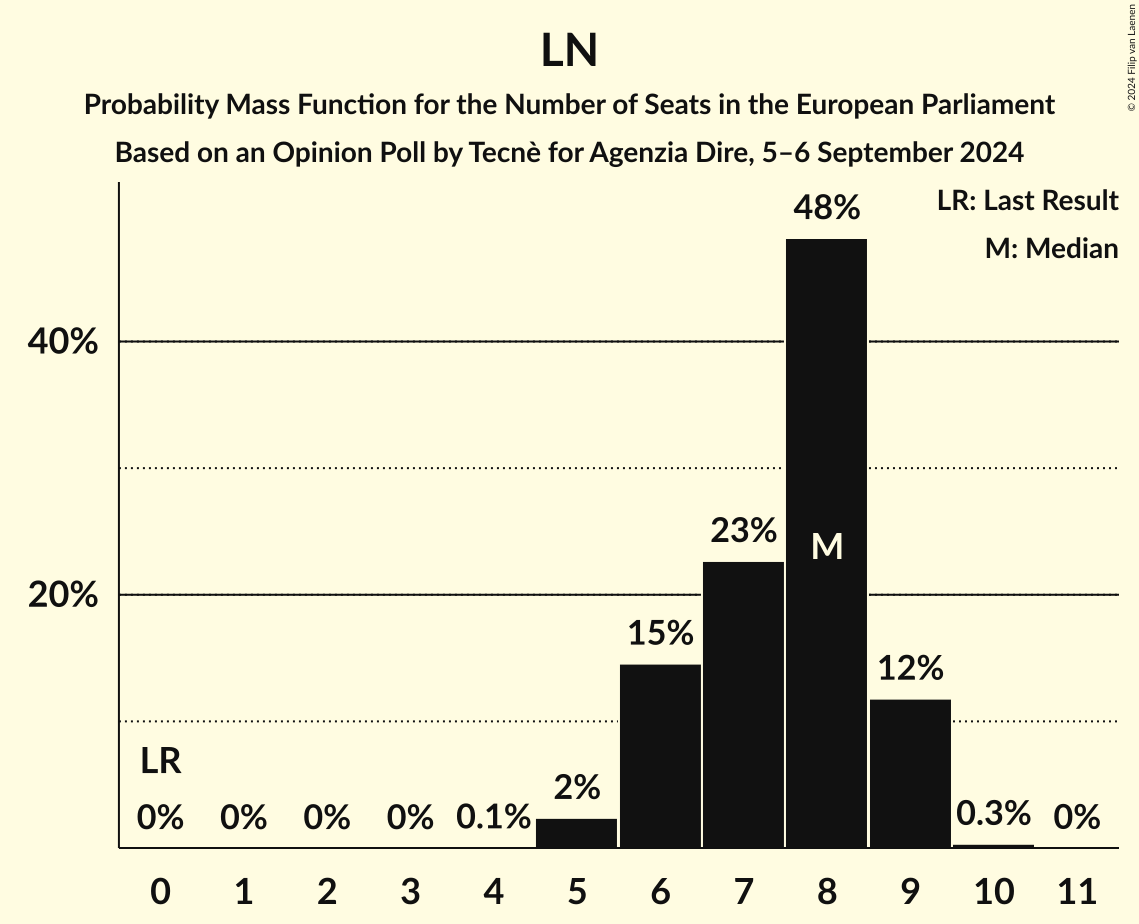 LN
Probability Mass Function for the Number of Seats in the European Parliament
Based on an Opinion Poll by Tecnè for Agenzia Dire, 5–6 September 2024
© 2024 Filip van Laenen
LR: Last Result
M: Median
48%
40%
23%
M
20%
15%
12%
LR
2%
0% 0% 0% 0% 0.1% 0.3% 0%
0 1 2 3 4 5 6 7 8 9 10 11